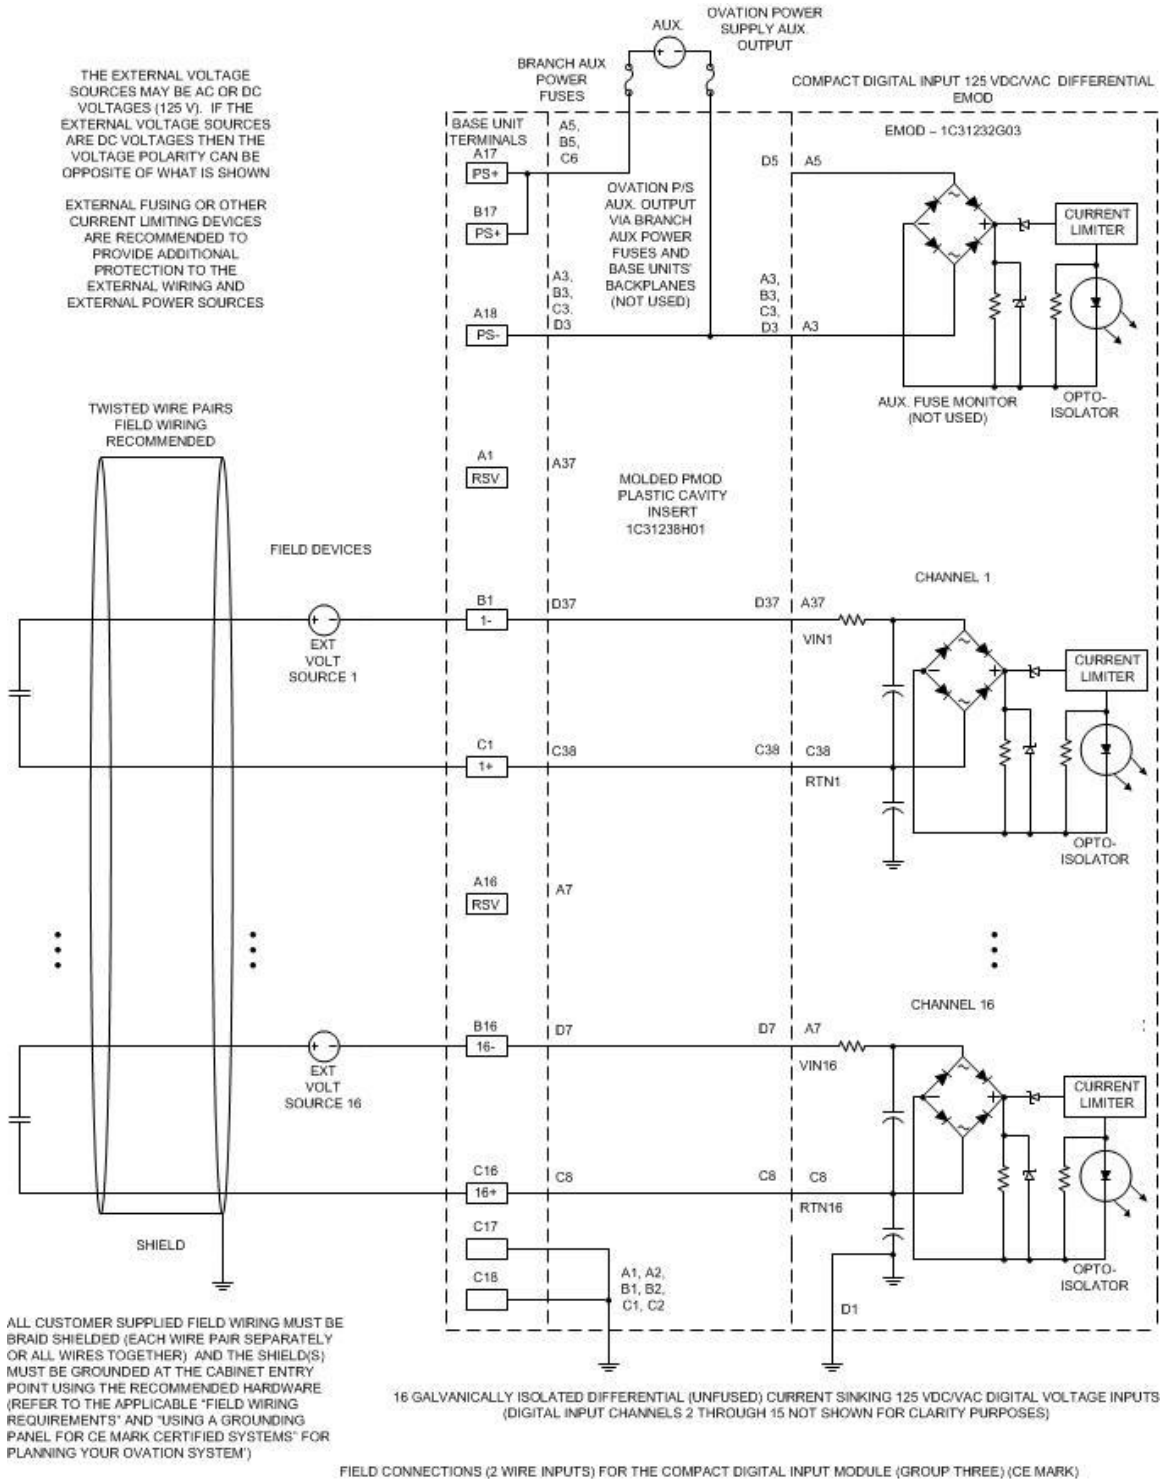 OVATION POWER
SUPPLY AUX.
OUTPUT
AUX.
+ -
BRANCH AUX
POWER
FUSES
THE EXTERNAL VOLTAGE
SOURCES MAY BE AC OR DC
VOLTAGES (125 V). IF THE
EXTERNAL VOLTAGE SOURCES
ARE DC VOLTAGES THEN THE
VOLTAGE POLARITY CAN BE
OPPOSITE OF WHAT IS SHOWN
EXTERNAL FUSING OR OTHER
CURRENT LIMITING DEVICES
ARE RECOMMENDED TO
PROVIDE ADDITIONAL
PROTECTION TO THE
EXTERNAL WIRING AND
EXTERNAL POWER SOURCES
COMPACT DIGITAL INPUT 125 VDC/VAC DIFFERENTIAL
EMOD
EMOD – 1C31232G03
BASE UNIT
TERMINALS
A17
PS+
B17
PS+
A18
PS-
A5,
B5,
C6
A3,
B3,
C3.
D3
OVATION P/S
AUX. OUTPUT
VIA BRANCH
AUX POWER
FUSES AND
BASE UNITS'
BACKPLANES
(NOT USED)
D5 A5
A3,
B3,
C3,
D3 A3
~
- +
~
CURRENT
LIMITER
AUX. FUSE MONITOR
(NOT USED)
OPTO-
ISOLATOR
TWISTED WIRE PAIRS
FIELD WIRING
RECOMMENDED
A1
RSV
A37
MOLDED PMOD
PLASTIC CAVITY
INSERT
1C31238H01
FIELD DEVICES
CHANNEL 1
+ -
EXT
VOLT
SOURCE 1
B1
1-
D37
D37 A37
VIN1
~
- +
~
CURRENT
LIMITER
C1
1+
C38
C38 C38
RTN1
OPTO-
ISOLATOR
A16
RSV
A7
CHANNEL 16
+ -
EXT
VOLT
SOURCE 16
B16
16-
D7
D7 A7
VIN16
~
- +
~
CURRENT
LIMITER
C16
16+
C8
C8 C8
RTN16
OPTO-
ISOLATOR
SHIELD
C17
C18
A1, A2,
B1, B2,
C1, C2
D1
ALL CUSTOMER SUPPLIED FIELD WIRING MUST BE
BRAID SHIELDED (EACH WIRE PAIR SEPARATELY
OR ALL WIRES TOGETHER) AND THE SHIELD(S)
MUST BE GROUNDED AT THE CABINET ENTRY
POINT USING THE RECOMMENDED HARDWARE
(REFER TO THE APPLICABLE "FIELD WIRING
REQUIREMENTS" AND "USING A GROUNDING
PANEL FOR CE MARK CERTIFIED SYSTEMS" FOR
PLANNING YOUR OVATION SYSTEM')
16 GALVANICALLY ISOLATED DIFFERENTIAL (UNFUSED) CURRENT SINKING 125 VDC/VAC DIGITAL VOLTAGE INPUTS
(DIGITAL INPUT CHANNELS 2 THROUGH 15 NOT SHOWN FOR CLARITY PURPOSES)
FIELD CONNECTIONS (2 WIRE INPUTS) FOR THE COMPACT DIGITAL INPUT MODULE (GROUP THREE) (CE MARK)